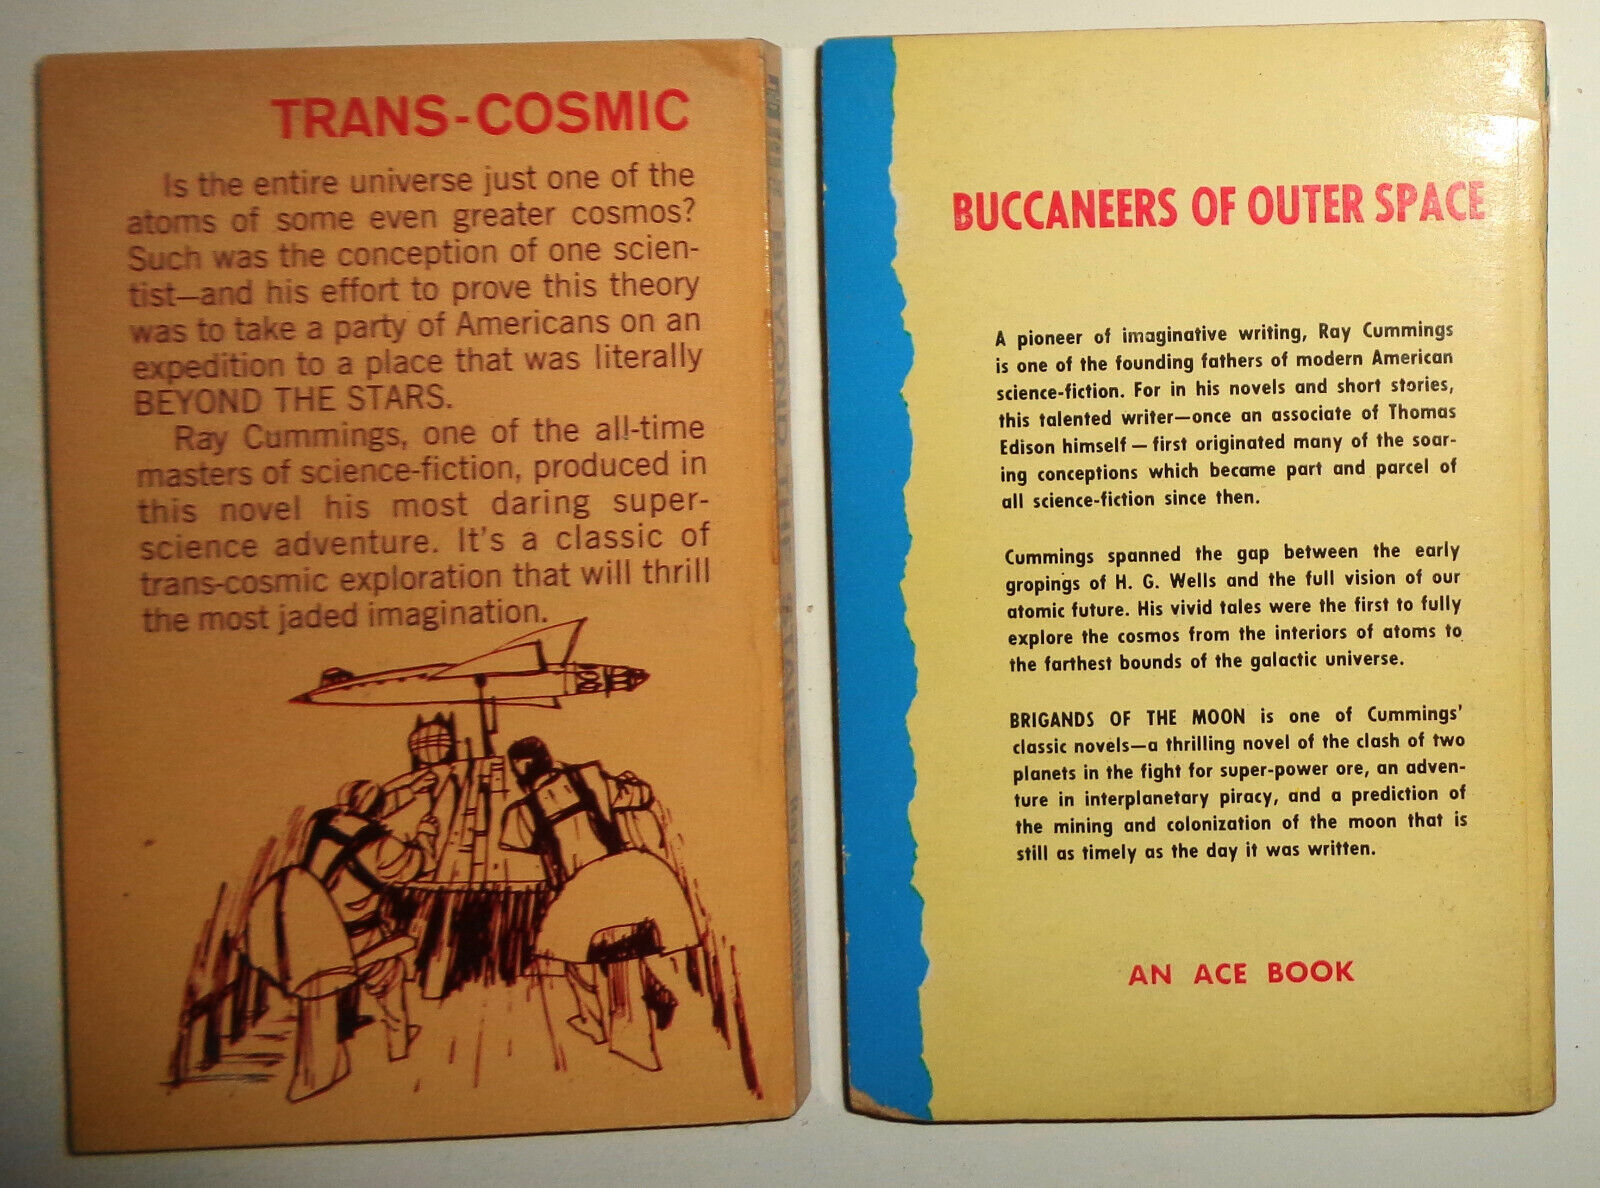 TRANS-COSMIC
Is the entire universe just one of the
atoms of some even greater cosmos?
Such was the conception of one scien-
tist—and his effort to prove this theory
was to take a party of Americans on an
expedition to a place that was literally
BEYOND THE STARS.
Ray Cummings, one of the all-time
masters of science-fiction, produced in
this novel his most daring super-
science adventure. It's a classic of
trans-cosmic exploration that will thrill
the most jaded imagination.
BEYOND THE STARS
BUCCANEERS OF OUTER SPACE
A pioneer of imaginative writing, Ray Cummings
is one of the founding fathers of modern American
science-fiction. For in his novels and short stories,
this talented writer—once an associate of Thomas
Edison himself—first originated many of the soar-
ing conceptions which became part and parcel of
all science-fiction since then.
Cummings spanned the gap between the early
gropings of H. G. Wells and the full vision of our
atomic future. His vivid tales were the first to fully
explore the cosmos from the interiors of atoms to
the farthest bounds of the galactic universe.
BRIGANDS OF THE MOON is one of Cummings'
classic novels—a thrilling novel of the clash of two
planets in the fight for super-power ore, an adven-
ture in interplanetary piracy, and a prediction of
the mining and colonization of the moon that is
still as timely as the day it was written.
AN ACE BOOK